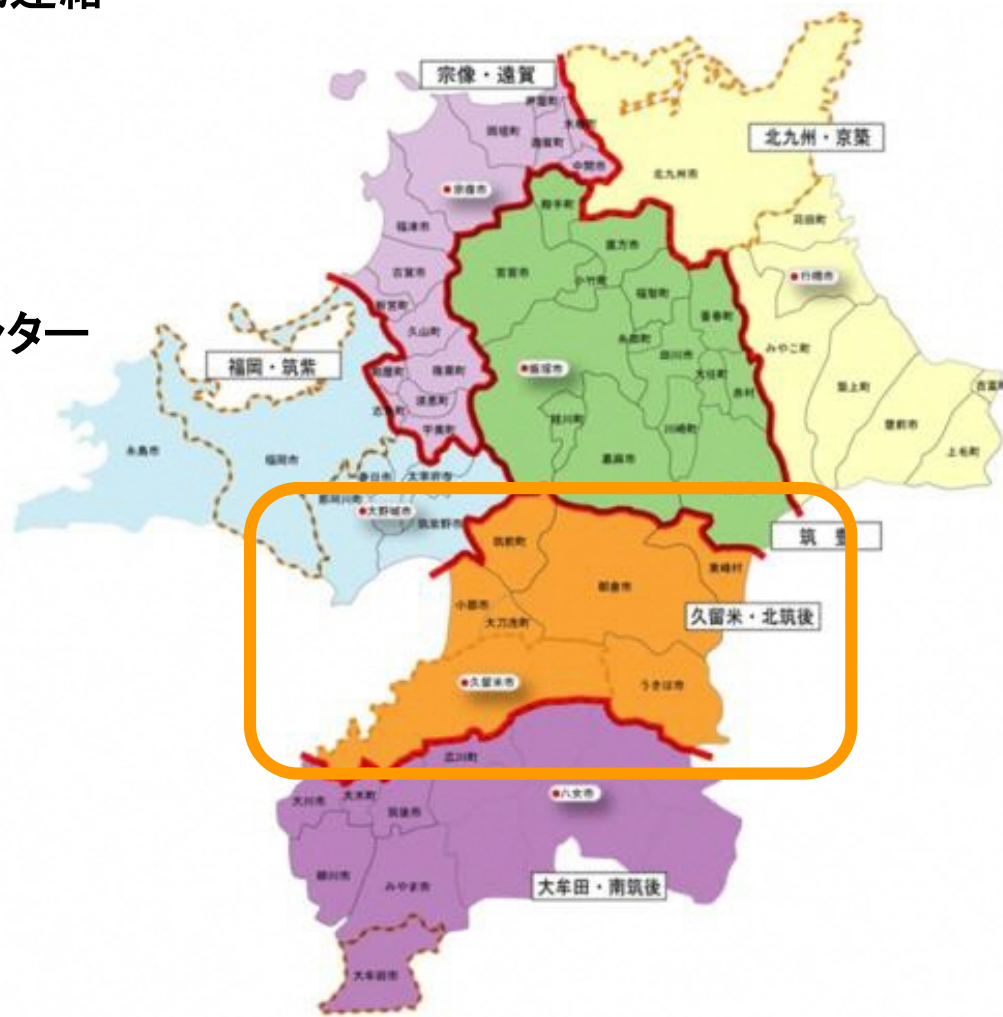 連絡
ター
宗像・遠賀
北九州・京築
福岡・筑紫
筑 豊
久留米・北筑後
大牟田・南筑後
芦屋町
岡垣町
水巻町
遠賀町
中間市
北九州市
宗像市
鞍手町
苅田町
福津市
直方市
古賀市
宮若市
小竹町
福智町
行橋市
新宮町
香春町
久山町
糸田町
田川市
みやこ町
粕屋町
篠栗町
飯塚市
大任町
築上町
吉富町
須恵町
赤村
志免町
宇美町
桂川町
川崎町
豊前市
糸島市
福岡市
嘉麻市
上毛町
春日市
太宰府市
那珂川町
大野城市
筑紫野市
筑前町
東峰村
朝倉市
小郡市
大刀洗町
久留米市
うきは市
広川町
八女市
大川市
大木町
筑後市
柳川市
みやま市
大牟田市